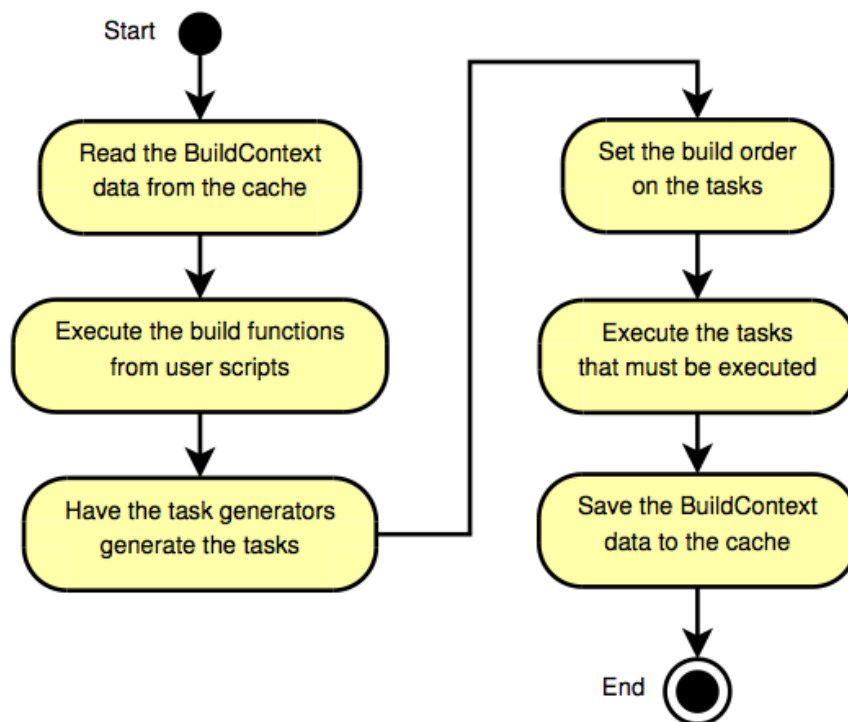 Start
Read the BuildContext
data from the cache
Execute the build functions
from user scripts
Have the task generators
generate the tasks
Set the build order
on the tasks
Execute the tasks
that must be executed
Save the BuildContext
data to the cache
End